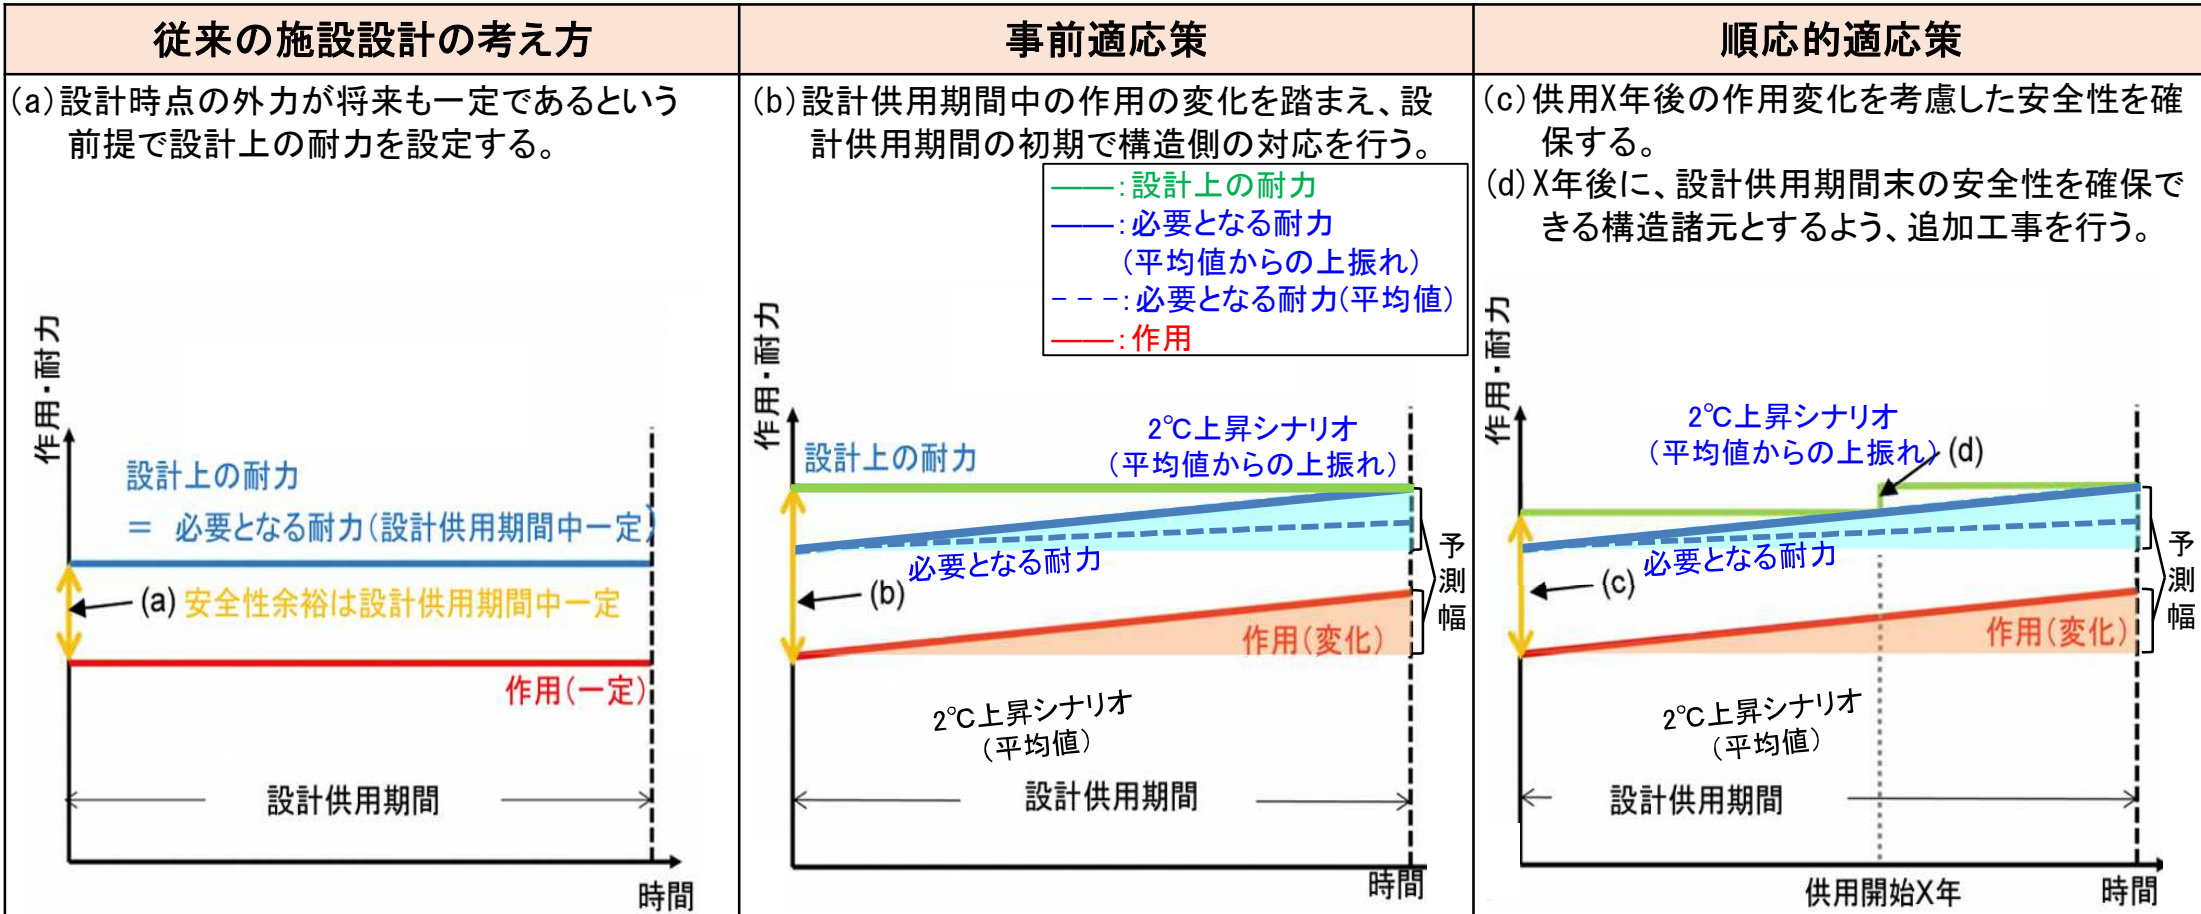 従来の施設設計の考え方
(a)設計時点の外力が将来も一定であるという
前提で設計上の耐力を設定する。
作用・耐力
設計上の耐力
＝ 必要となる耐力(設計供用期間中一定)
(a) 安全性余裕は設計供用期間中一定
作用(一定)
設計供用期間
時間
事前適応策
(b)設計供用期間中の作用の変化を踏まえ、設
計供用期間の初期で構造側の対応を行う。
――:設計上の耐力
――:必要となる耐力
(平均値からの上振れ)
---:必要となる耐力(平均値)
――:作用
作用・耐力
2℃上昇シナリオ
(平均値からの上振れ)
設計上の耐力
必要となる耐力
(b)
予測幅
作用(変化)
2℃上昇シナリオ
(平均値)
設計供用期間
時間
順応的適応策
(c)供用X年後の作用変化を考慮した安全性を確
保する。
(d)X年後に、設計供用期間末の安全性を確保で
きる構造諸元とするよう、追加工事を行う。
作用・耐力
2℃上昇シナリオ
(平均値からの上振れ)
(d)
必要となる耐力
(c)
予測幅
作用(変化)
2℃上昇シナリオ
(平均値)
設計供用期間
供用開始X年
時間